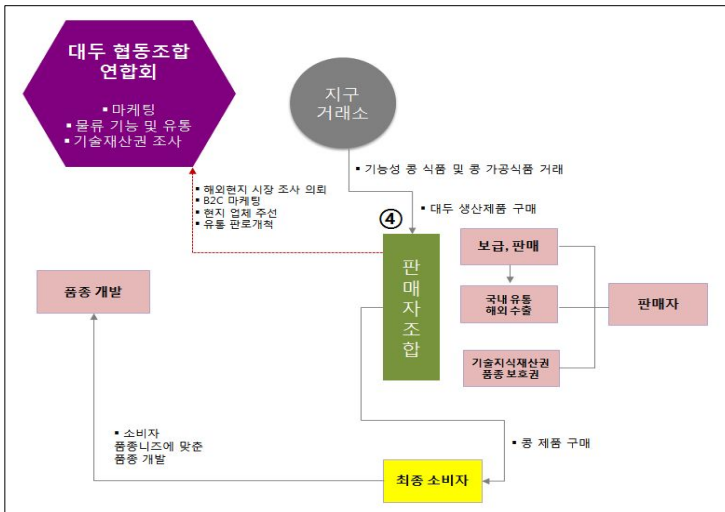 대두 협동조합
연합회
▪ 마케팅
▪ 물류 기능 및 유통
▪ 기술재산권 조사
지구
거래소
▪ 기능성 콩 식품 및 콩 가공식품 거래
▪ 해외현지 시장 조사 의뢰
▪ B2C 마케팅
▪ 현지 업체 주선
▪ 유통 판로개척
④
▪ 대두 생산제품 구매
판매자조합
보급, 판매
국내 유통
해외 수출
판매자
기술지식재산권
품종 보호권
품종 개발
▪ 소비자
품종니즈에 맞춘
품종 개발
▪ 콩 제품 구매
최종 소비자